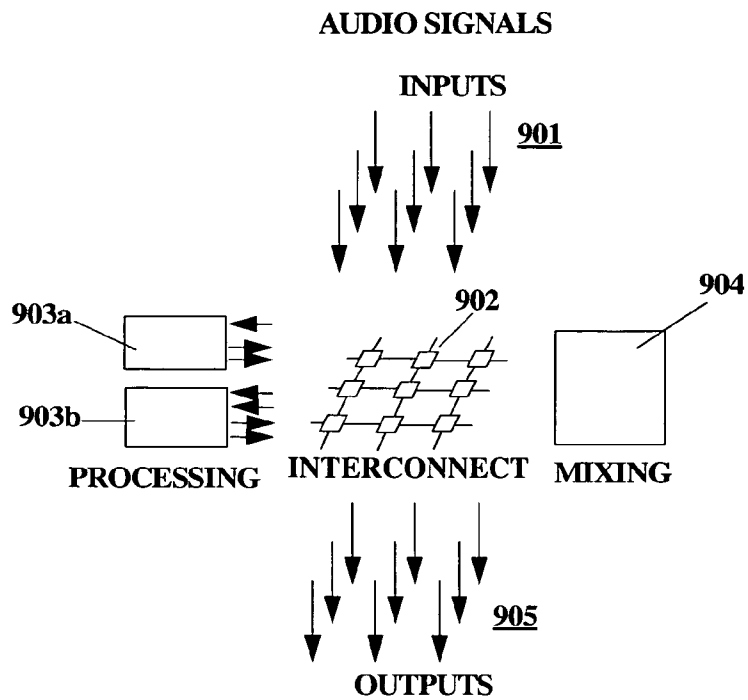 AUDIO SIGNALS
INPUTS
901
902
904
903a
903b
PROCESSING
INTERCONNECT
MIXING
905
OUTPUTS